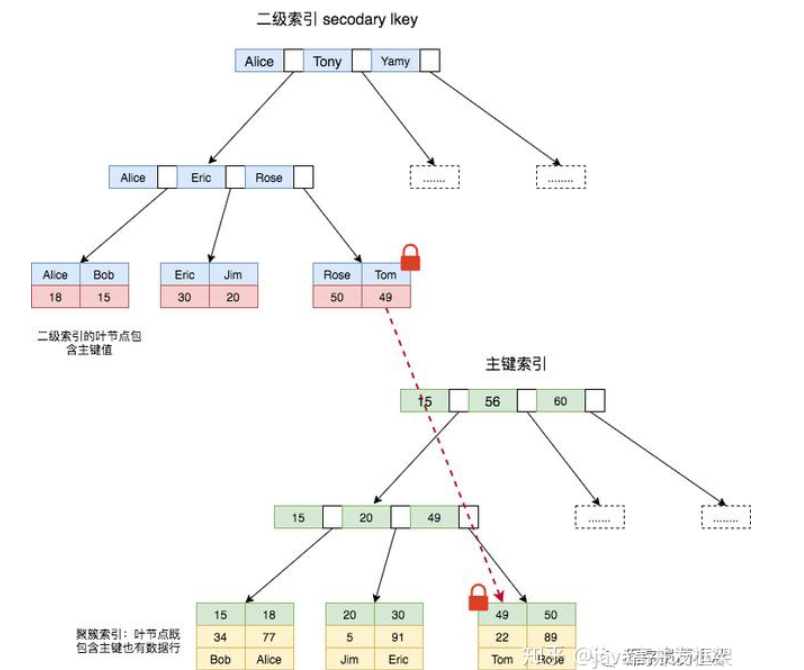 二级索引 secodary lkey
Alice Tony Yamy
Alice Eric Rose ....... ........
Alice Bob Eric Jim Rose Tom
18 15 30 20 50 49
二级索引的叶节点包
含主键值
主键索引
15 56 60
15 20 49 ....... ........
15 18 20 30 49 50
聚簇索引：叶节点既
包含主键也有数据行
34 77 5 91 22 89
Bob Alice Jim Eric Tom Rose
知乎 @jay